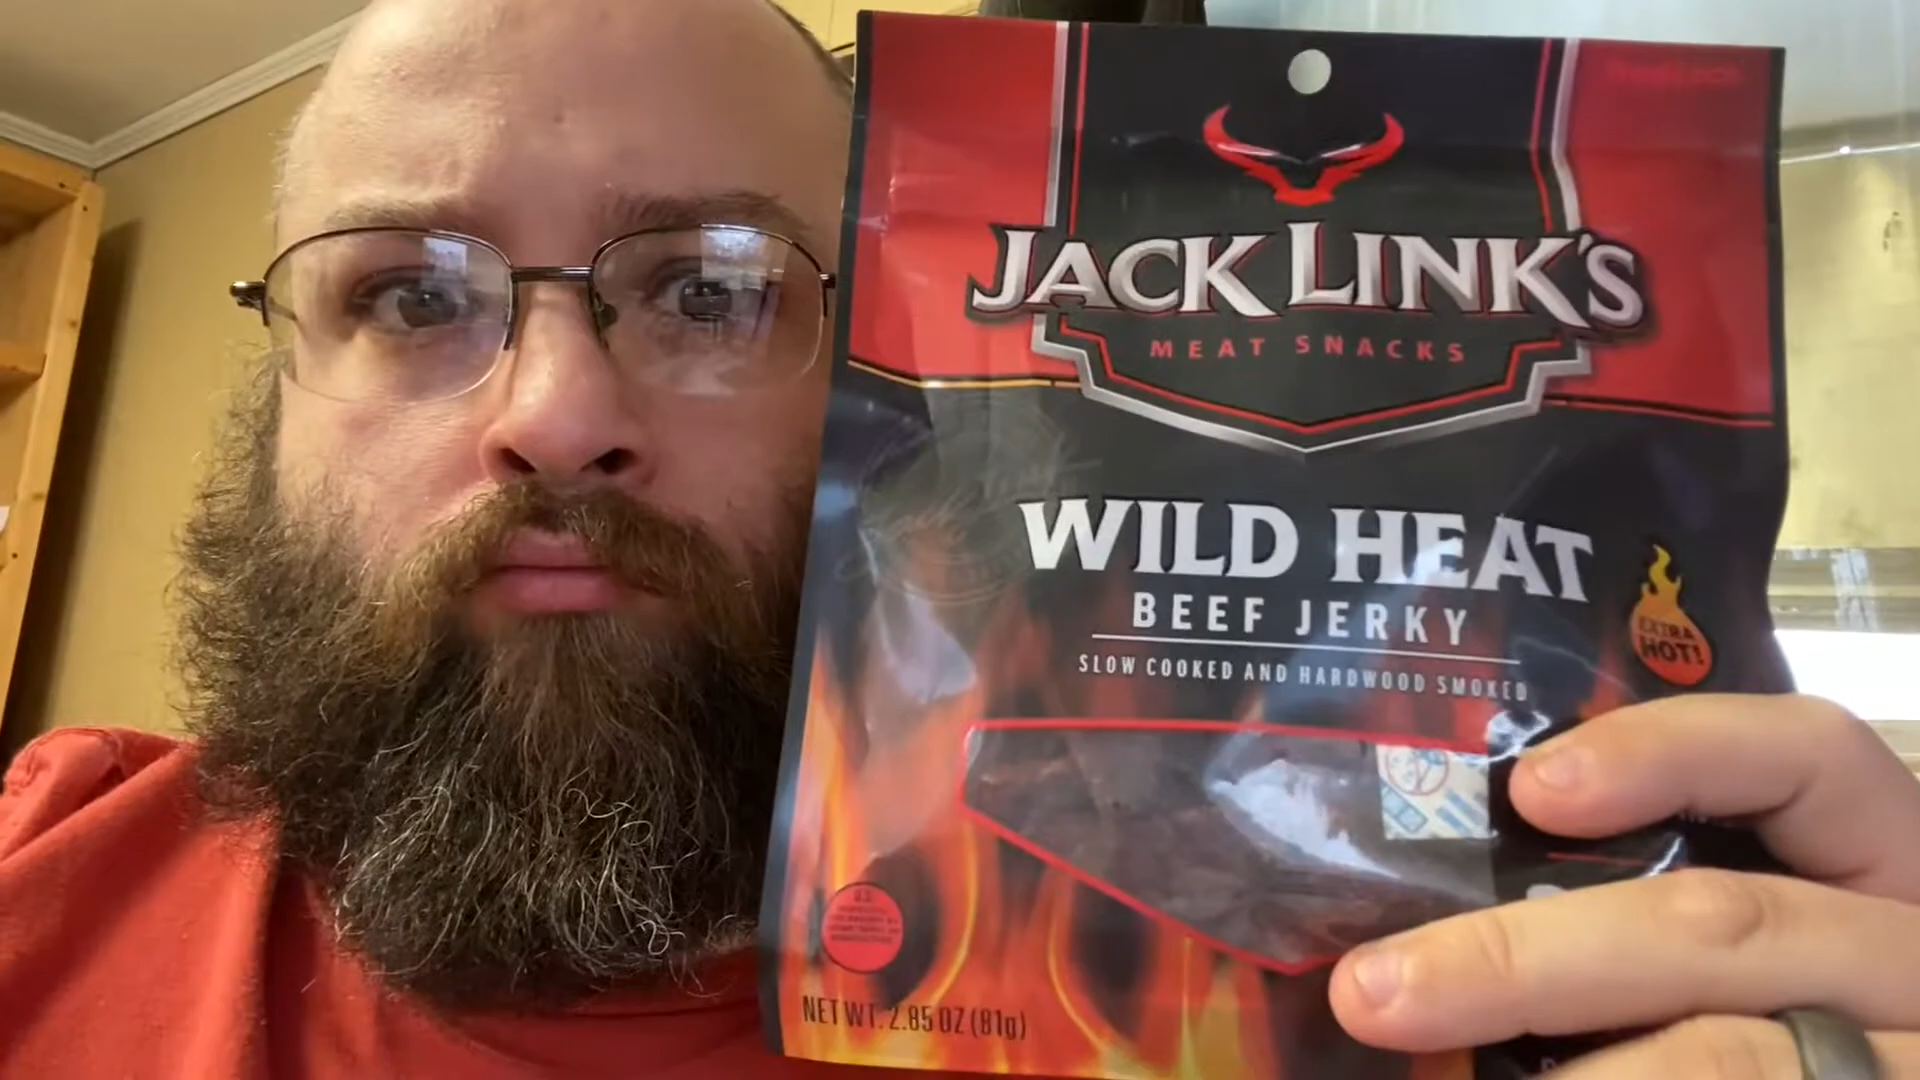 JACK LINK'S
MEAT SNACKS
WILD HEAT
BEEF JERKY
SLOW COOKED AND HARDWOOD SMOKED
EXTRA
HOT!
U.S.
NET WT. 2.85 OZ (81g)